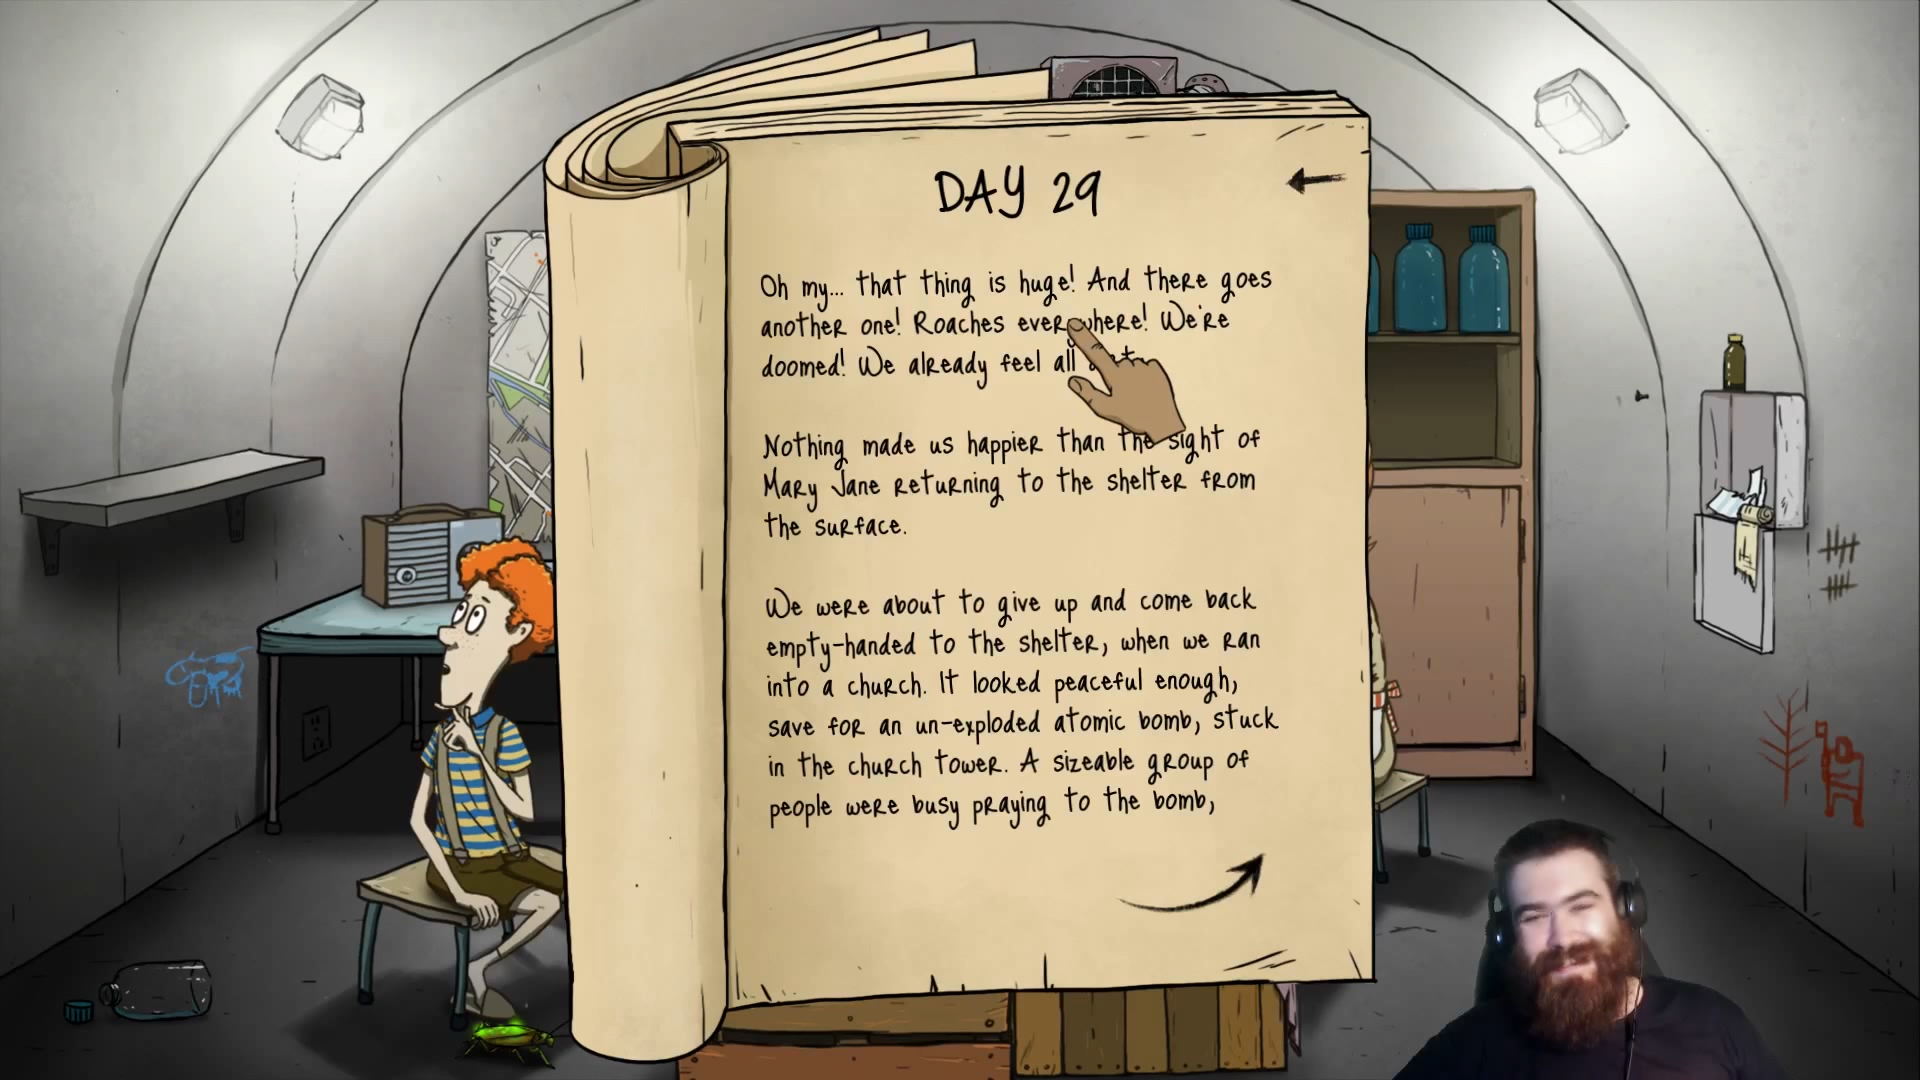 DAY 29
Oh my... that thing is huge! And there goes
another one! Roaches everywhere! We're
doomed! We already feel all
Nothing made us happier than the sight of
Mary Jane returning to the shelter from
the surface.
We were about to give up and come back
empty-handed to the shelter, when we ran
into a church. It looked peaceful enough,
save for an un-exploded atomic bomb, stuck
in the church tower. A sizeable group of
people were busy praying to the bomb,